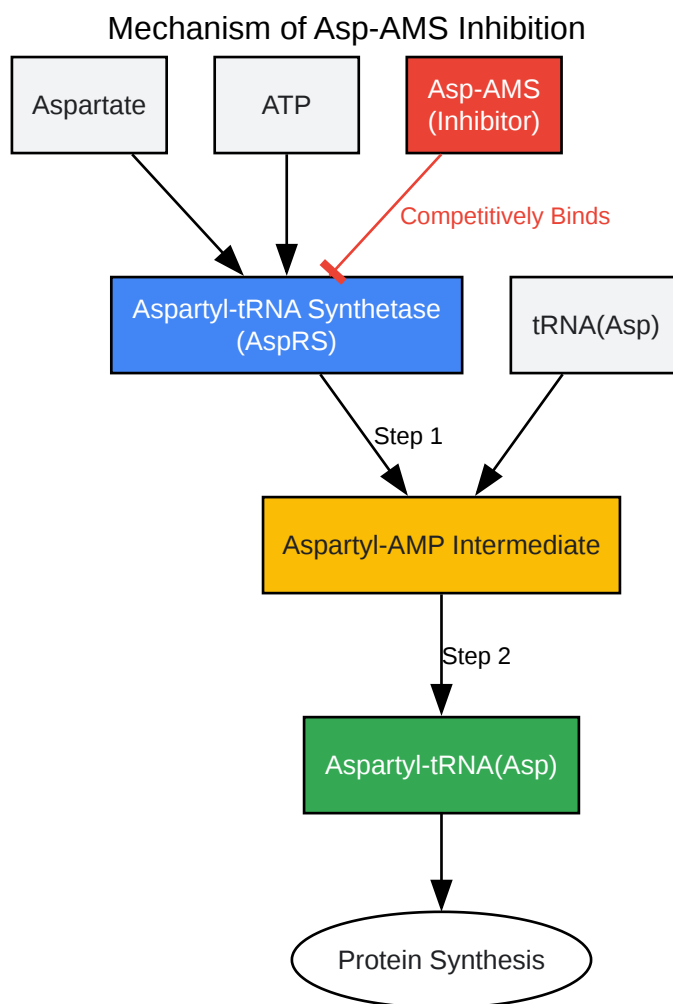 Mechanism of Asp-AMS Inhibition
Aspartate
ATP
Asp-AMS
(Inhibitor)
Competitively Binds
Aspartyl-tRNA Synthetase
(AspRS)
tRNA(Asp)
Step 1
Aspartyl-AMP Intermediate
Step 2
Aspartyl-tRNA(Asp)
Protein Synthesis